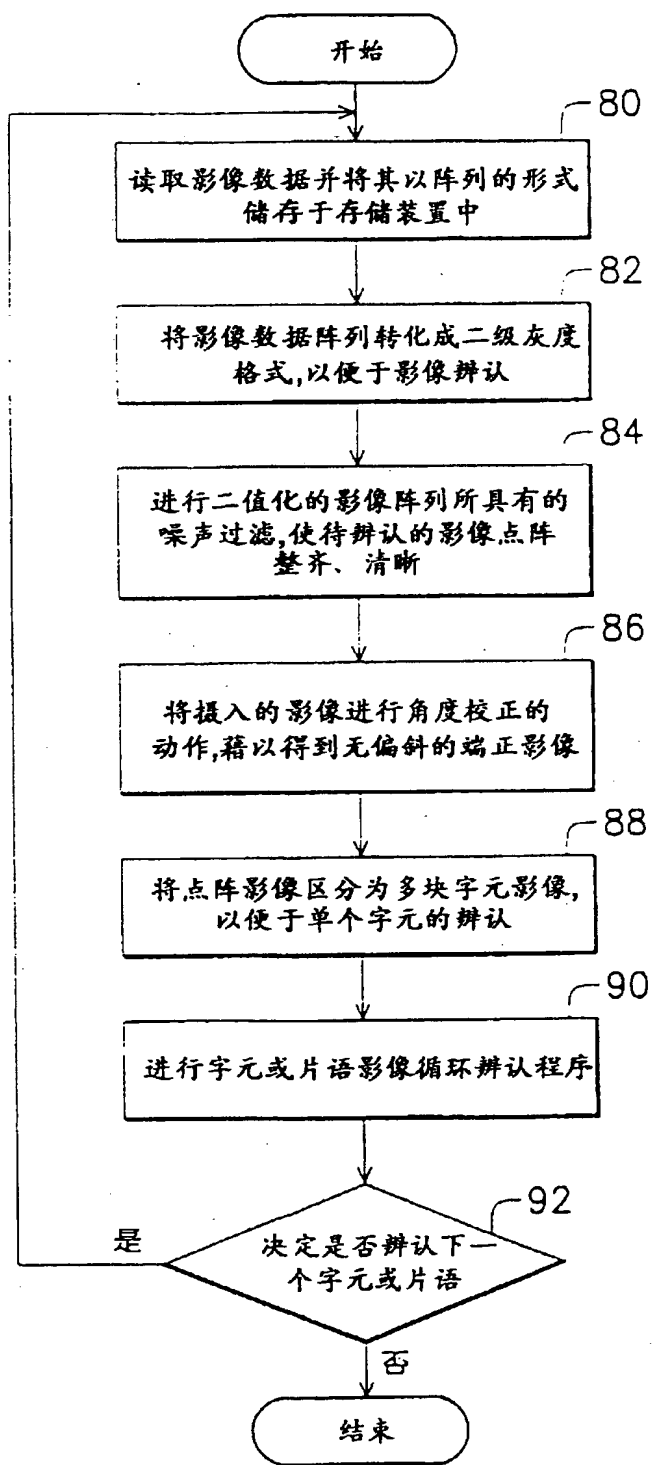 开始
80
读取影像数据并将其以阵列的形式
储存于存储装置中
82
将影像数据阵列转化成二级灰度
格式,以便于影像辨认
84
进行二值化的影像阵列所具有的
噪声过滤,使待辨认的影像点阵
整齐、清晰
86
将摄入的影像进行角度校正的
动作,藉以得到无偏斜的端正影像
88
将点阵影像区分为多块字元影像,
以便于单个字元的辨认
90
进行字元或片语影像循环辨认程序
92
是
决定是否辨认下一
个字元或片语
否
结束